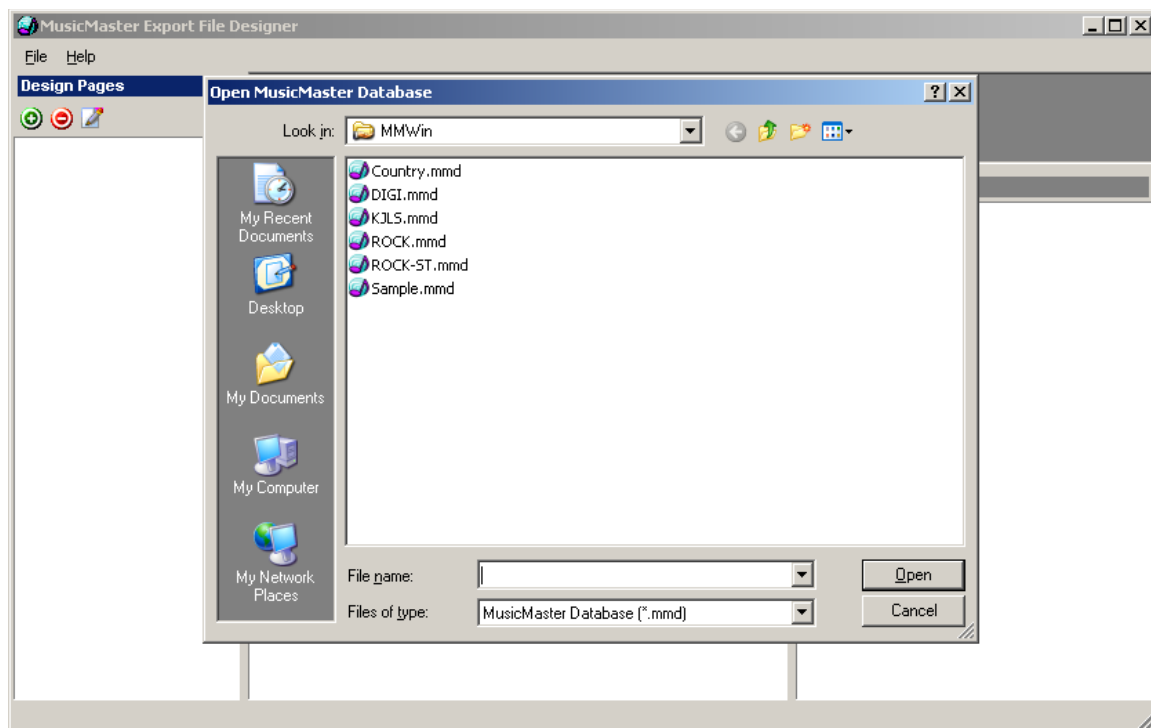 MusicMaster Export File Designer
File Help
Design Pages
Open MusicMaster Database
Look in: MMWin
My Recent
Documents
Desktop
My Documents
My Computer
My Network
Places
Country.mmd
DIGI.mmd
KJLS.mmd
ROCK.mmd
ROCK-ST.mmd
Sample.mmd
File name:
Open
Files of type: MusicMaster Database (*.mmd)
Cancel